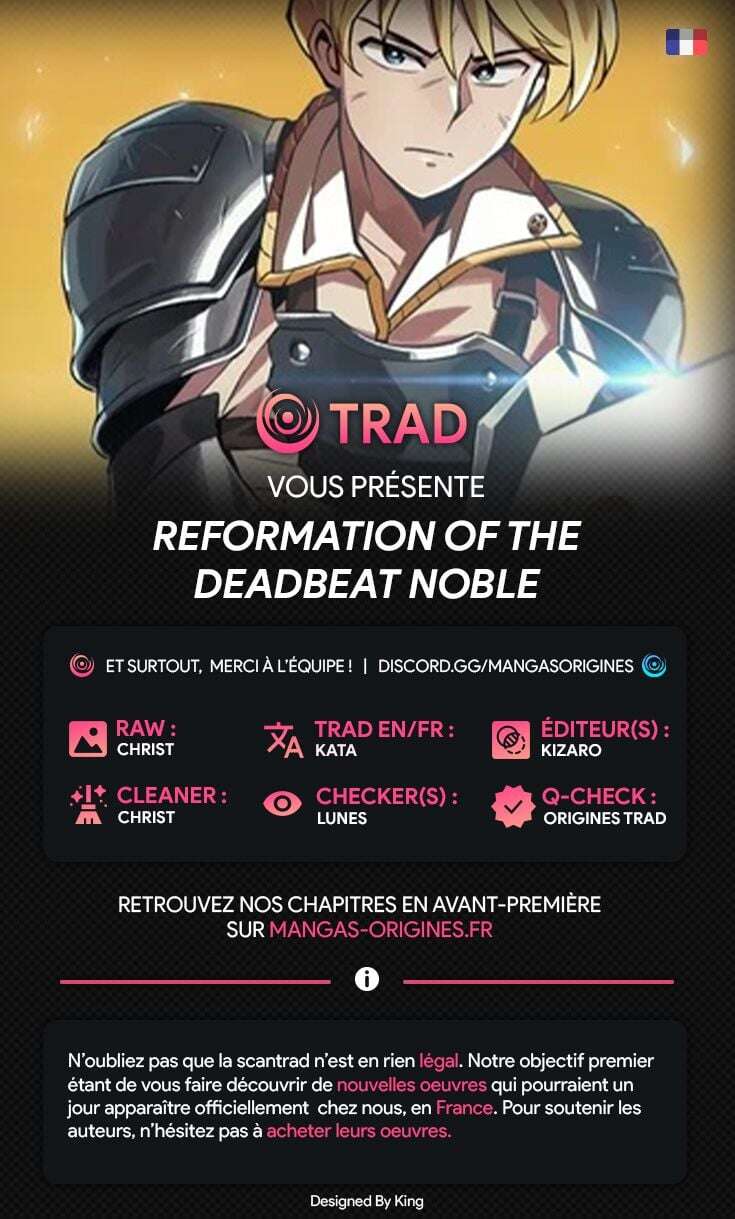 TRAD
VOUS PRÉSENTE
REFORMATION OF THE
DEADBEAT NOBLE
ET SURTOUT, MERCI À L'ÉQUIPE ! | DISCORD.GG/MANGASORIGINES
RAW : TRAD EN/FR : ÉDITEUR(S) :
CHRIST KATA KIZARO
CLEANER : CHECKER(S) : Q-CHECK :
CHRIST LUNES ORIGINES TRAD
RETROUVEZ NOS CHAPITRES EN AVANT-PREMIÈRE
SUR MANGAS-ORIGINES.FR
N'oubliez pas que la scantrad n'est en rien légal. Notre objectif premier
étant de vous faire découvrir de nouvelles oeuvres qui pourraient un
jour apparaître officiellement chez nous, en France. Pour soutenir les
auteurs, n'hésitez pas à acheter leurs oeuvres.
Designed By King